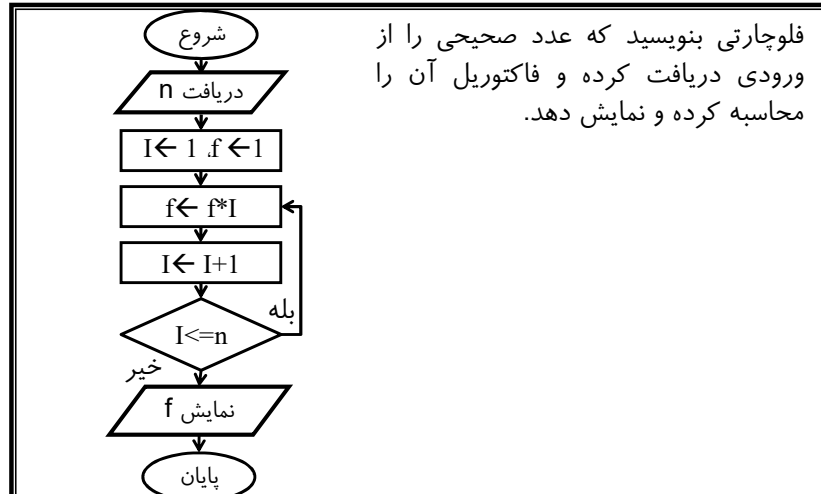 فلوچارتی بنویسید که عدد صحیحی را از
ورودی دریافت کرده و فاکتوریل آن را
محاسبه کرده و نمایش دهد.
شروع
دریافت n
I← 1 ،f ←1
f← f*I
I← I+1
I<=n
بله
خیر
نمایش f
پایان